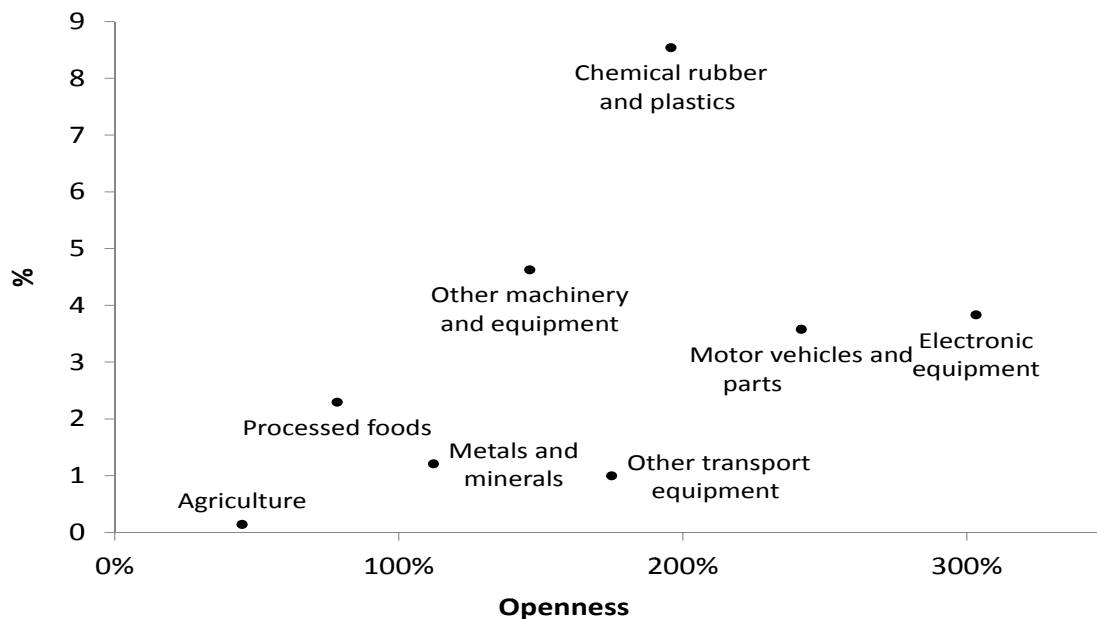 9
8
7
6
5
4
3
2
1
0
%
Chemical rubber
and plastics
Other machinery
and equipment
Motor vehicles and
parts
Electronic
equipment
Processed foods
Metals and
minerals
Other transport
equipment
Agriculture
0%
100%
200%
300%
Openness